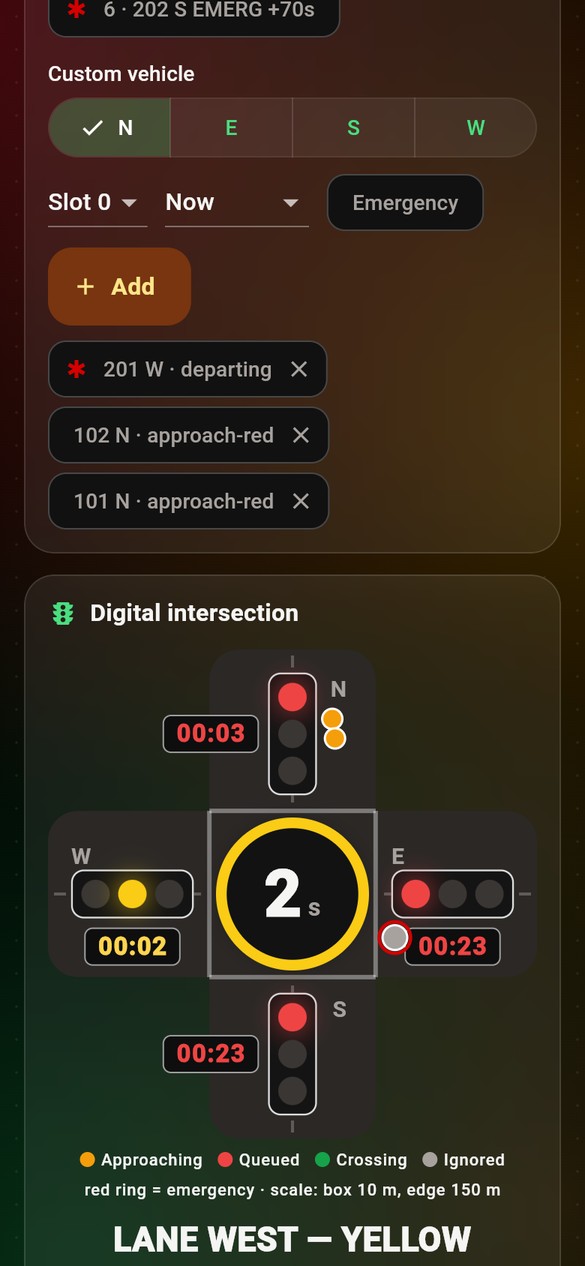 6 · 202 S EMERG +70s
Custom vehicle
N E S W
Slot 0 Now Emergency
+ Add
201 W · departing
102 N · approach-red
101 N · approach-red
Digital intersection
N
00:03
W E
2 s
00:02 00:23
S
00:23
Approaching Queued Crossing Ignored
red ring = emergency · scale: box 10 m, edge 150 m
LANE WEST — YELLOW